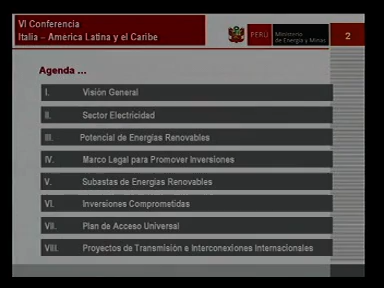 VI Conferencia
Italia – America Latina y el Caribe
PERÚ
Ministerio
de Energía y Minas
2
Agenda ...
I. Visión General
II. Sector Electricidad
III. Potencial de Energías Renovables
IV. Marco Legal para Promover Inversiones
V. Subastas de Energías Renovables
VI. Inversiones Comprometidas
VII. Plan de Acceso Universal
VIII. Proyectos de Transmisión e Interconexiones Internacionales